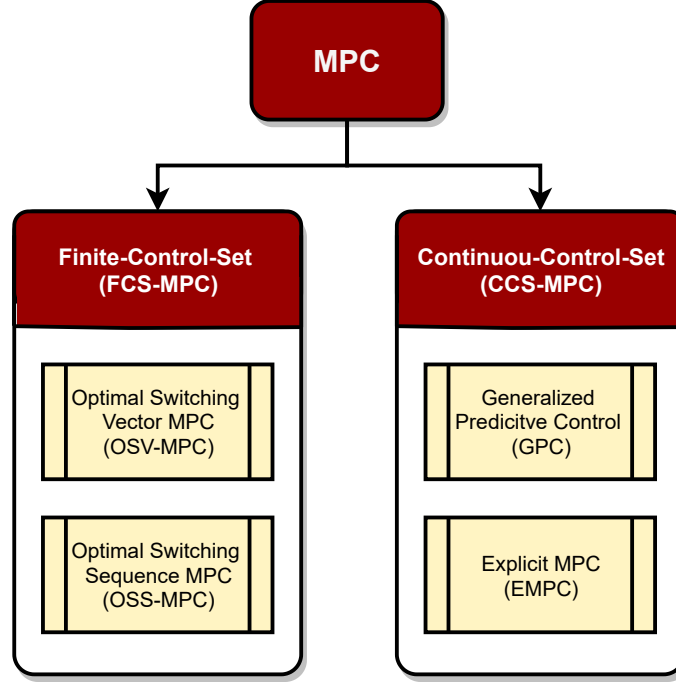 MPC
Finite-Control-Set
(FCS-MPC)
Optimal Switching
Vector MPC
(OSV-MPC)
Optimal Switching
Sequence MPC
(OSS-MPC)
Continuou-Control-Set
(CCS-MPC)
Generalized
Predicitve Control
(GPC)
Explicit MPC
(EMPC)